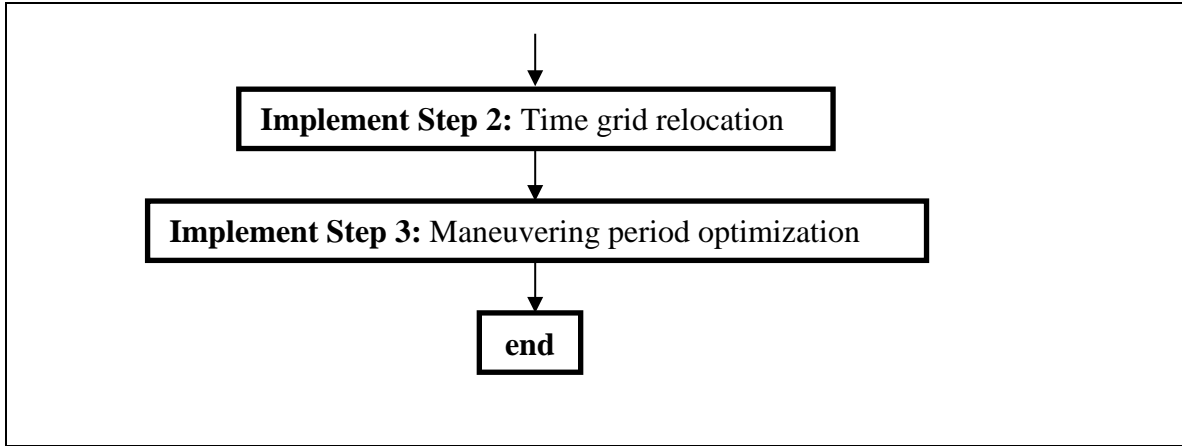 Implement Step 2: Time grid relocation
Implement Step 3: Maneuvering period optimization
end